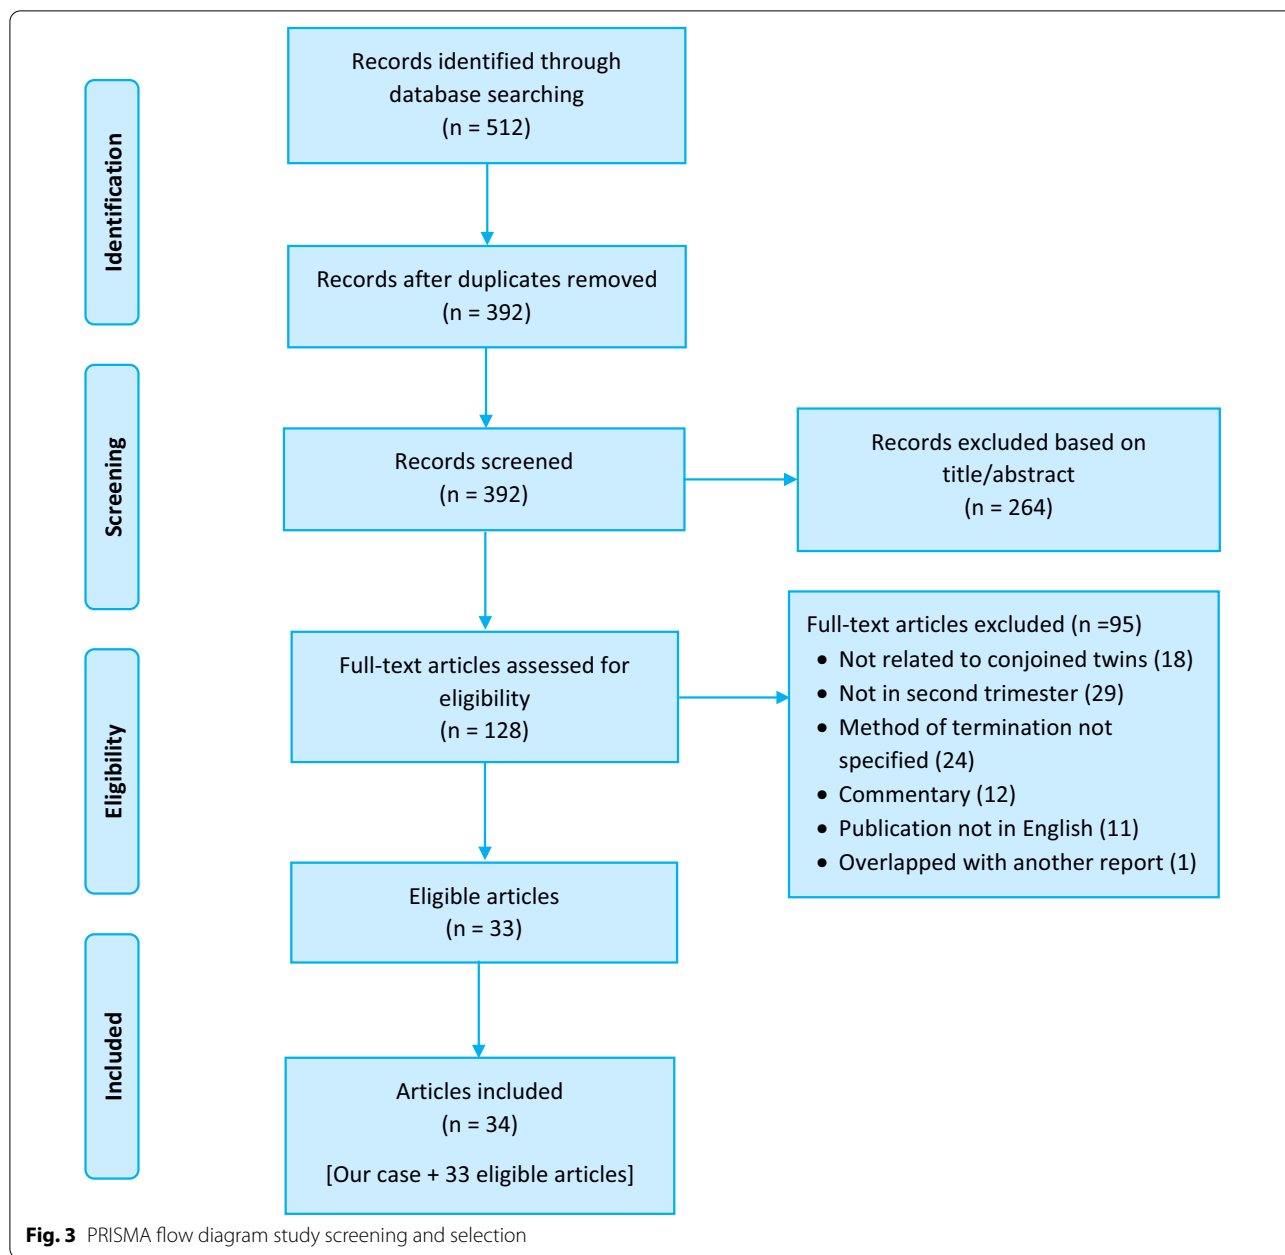 Identification
Records identified through
database searching
(n = 512)
Records after duplicates removed
(n = 392)
Screening
Records screened
(n = 392)
Records excluded based on
title/abstract
(n = 264)
Eligibility
Full-text articles assessed for
eligibility
(n = 128)
Full-text articles excluded (n =95)
• Not related to conjoined twins (18)
• Not in second trimester (29)
• Method of termination not
specified (24)
• Commentary (12)
• Publication not in English (11)
• Overlapped with another report (1)
Eligible articles
(n = 33)
Included
Articles included
(n = 34)
[Our case + 33 eligible articles]
Fig. 3 PRISMA flow diagram study screening and selection